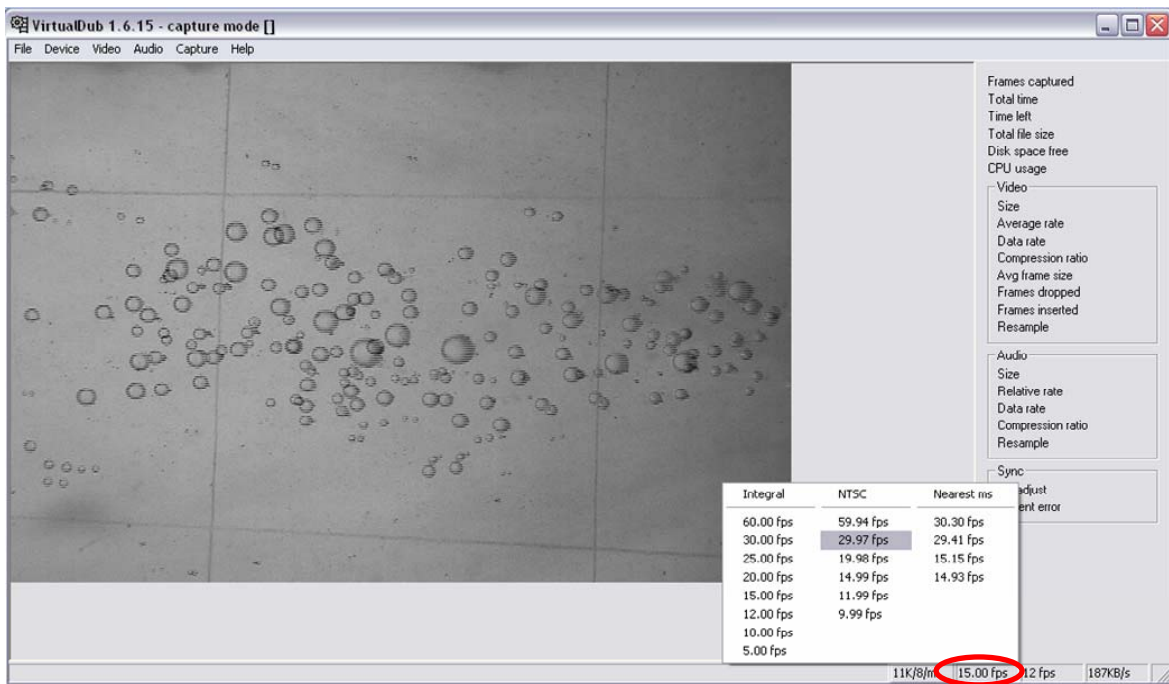 VirtualDub 1.6.15 - capture mode []
File Device Video Audio Capture Help
Frames captured
Total time
Time left
Total file size
Disk space free
CPU usage
Video
Size
Average rate
Data rate
Compression ratio
Avg frame size
Frames dropped
Frames inserted
Resample
Audio
Size
Relative rate
Data rate
Compression ratio
Resample
Sync
adjust
error
Integral NTSC Nearest ms
60.00 fps 59.94 fps 30.30 fps
30.00 fps 29.97 fps 29.41 fps
25.00 fps 19.98 fps 15.15 fps
20.00 fps 14.99 fps 14.93 fps
15.00 fps 11.99 fps
12.00 fps 9.99 fps
10.00 fps
5.00 fps
11K/8/m 15.00 fps 12 fps 187KB/s